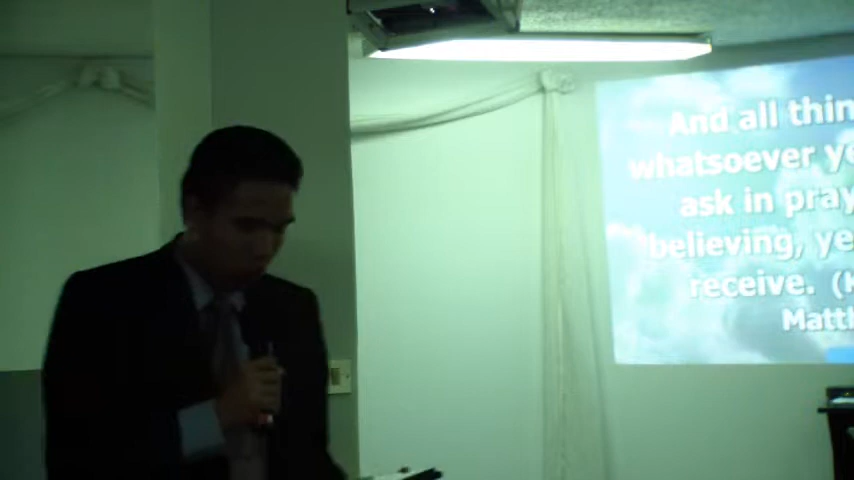 And all thin
whatsoever ye
ask in pray
believing, ye
receive. (K
Matth